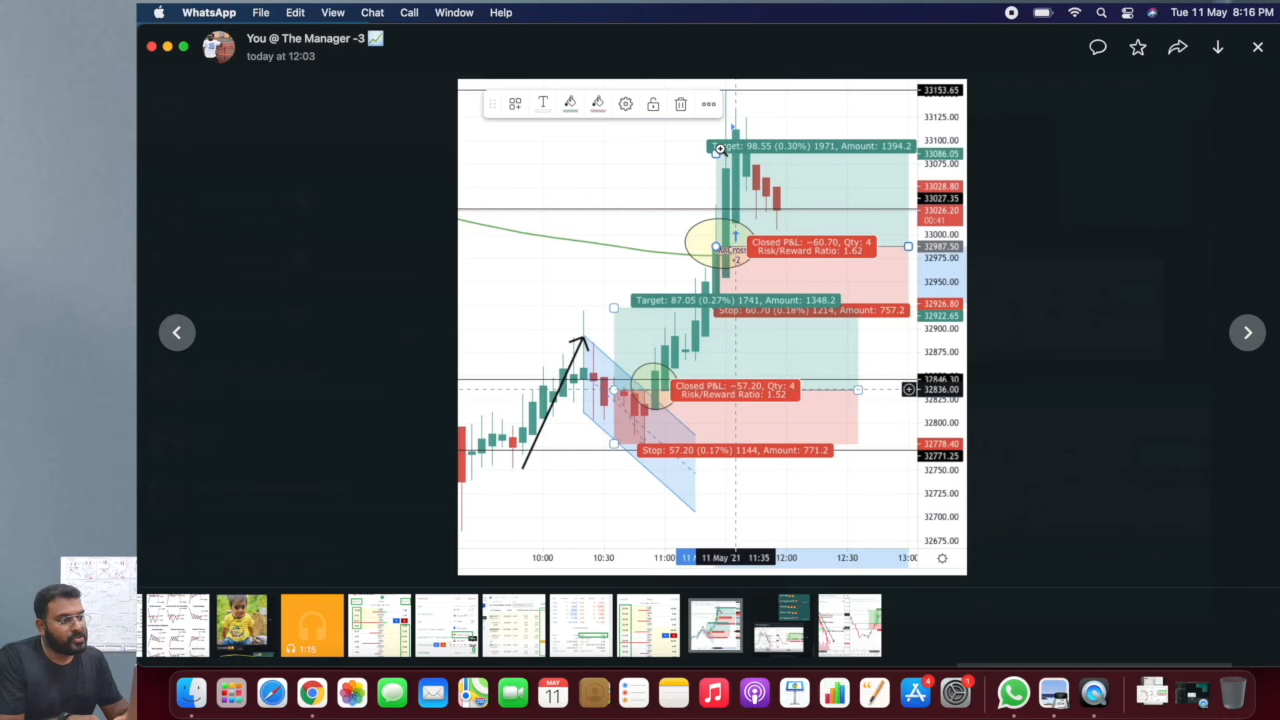 WhatsApp File Edit View Chat Call Window Help
Tue 11 May 8:16 PM
You @ The Manager -3
today at 12:03
33153.65
33125.00
33100.00
33086.05
33075.00
33028.80
33027.35
33026.20
00:41
33000.00
32987.50
32975.00
32950.00
32926.80
32922.65
32900.00
32875.00
32846.30
32836.00
32825.00
32800.00
32778.40
32771.25
32750.00
32725.00
32700.00
32675.00
Target: 98.55 (0.30%) 1971, Amount: 1394.2
Closed P&L: −60.70, Qty: 4
Risk/Reward Ratio: 1.62
Target: 87.05 (0.27%) 1741, Amount: 1348.2
Stop: 60.70 (0.18%) 1214, Amount: 757.2
Closed P&L: −57.20, Qty: 4
Risk/Reward Ratio: 1.52
Stop: 57.20 (0.17%) 1144, Amount: 771.2
10:00 10:30 11:00 11 May '21 11:35 12:00 12:30 13:00
1:15
MAY
11
4
1